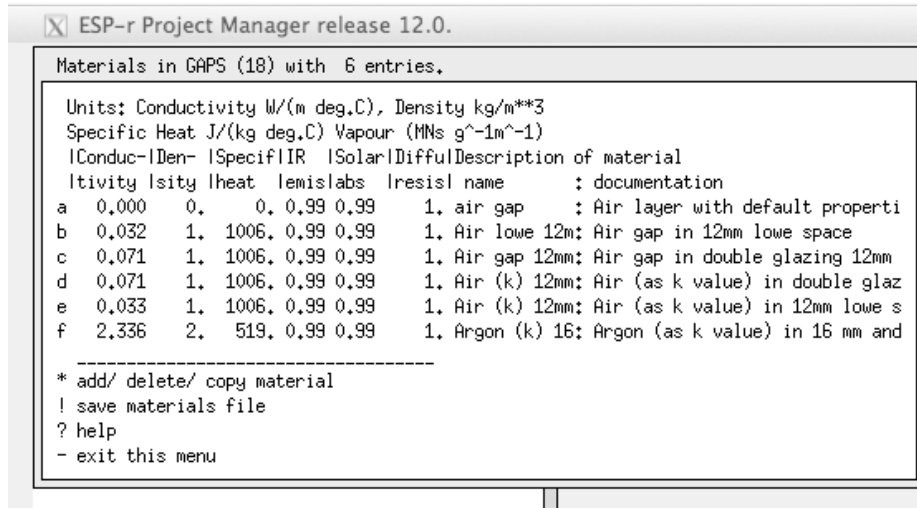 X ESP-r Project Manager release 12.0.
Materials in GAPS (18) with  6 entries.
Units: Conductivity W/(m deg.C), Density kg/m**3
Specific Heat J/(kg deg.C) Vapour (MNs g^-1m^-1)
|Conduc-|Den- |Specif|IR  |Solar|Diffu|Description of material
|tivity |sity |heat  |emis|abs  |resis| name       : documentation
a   0.000    0.     0. 0.99 0.99    1. air gap     : Air layer with default properti
b   0.032    1.  1006. 0.99 0.99    1. Air lowe 12m: Air gap in 12mm lowe space
c   0.071    1.  1006. 0.99 0.99    1. Air gap 12mm: Air gap in double glazing 12mm
d   0.071    1.  1006. 0.99 0.99    1. Air (k) 12mm: Air (as k value) in double glaz
e   0.033    1.  1006. 0.99 0.99    1. Air (k) 12mm: Air (as k value) in 12mm lowe s
f   2.336    2.   519. 0.99 0.99    1. Argon (k) 16: Argon (as k value) in 16 mm and
* add/ delete/ copy material
! save materials file
? help
- exit this menu